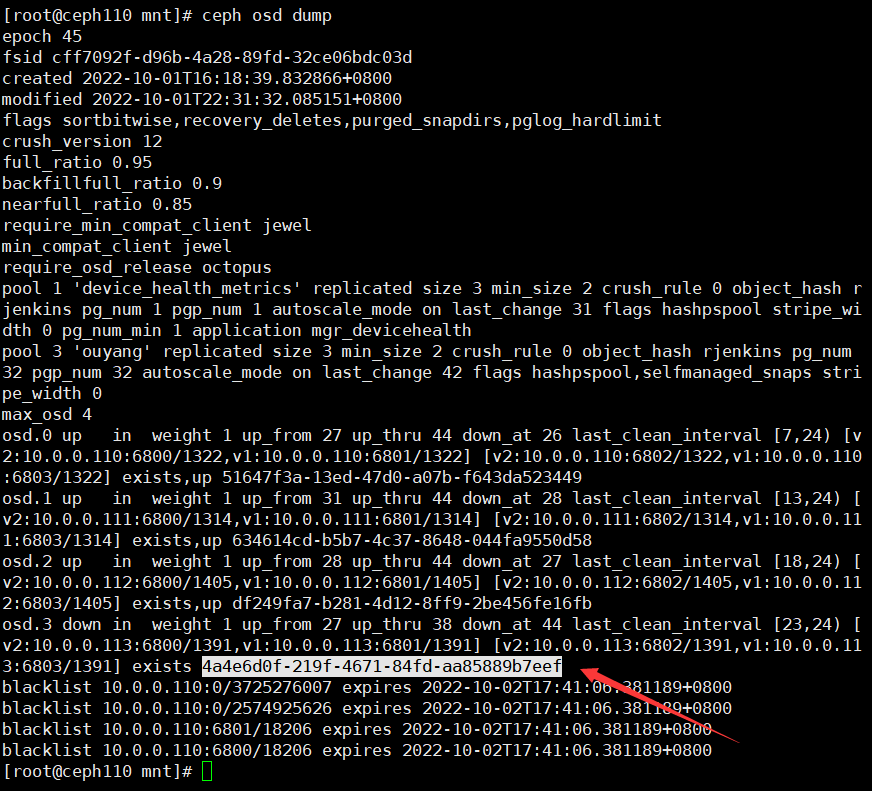 [root@ceph110 mnt]# ceph osd dump
epoch 45
fsid cff7092f-d96b-4a28-89fd-32ce06bdc03d
created 2022-10-01T16:18:39.832866+0800
modified 2022-10-01T22:31:32.085151+0800
flags sortbitwise,recovery_deletes,purged_snapdirs,pglog_hardlimit
crush_version 12
full_ratio 0.95
backfillfull_ratio 0.9
nearfull_ratio 0.85
require_min_compat_client jewel
min_compat_client jewel
require_osd_release octopus
pool 1 'device_health_metrics' replicated size 3 min_size 2 crush_rule 0 object_hash r
jenkins pg_num 1 pgp_num 1 autoscale_mode on last_change 31 flags hashpspool stripe_wi
dth 0 pg_num_min 1 application mgr_devicehealth
pool 3 'ouyang' replicated size 3 min_size 2 crush_rule 0 object_hash rjenkins pg_num
32 pgp_num 32 autoscale_mode on last_change 42 flags hashpspool,selfmanaged_snaps stri
pe_width 0
max_osd 4
osd.0 up   in  weight 1 up_from 27 up_thru 44 down_at 26 last_clean_interval [7,24) [v
2:10.0.0.110:6800/1322,v1:10.0.0.110:6801/1322] [v2:10.0.0.110:6802/1322,v1:10.0.0.110
:6803/1322] exists,up 51647f3a-13ed-47d0-a07b-f643da523449
osd.1 up   in  weight 1 up_from 31 up_thru 44 down_at 28 last_clean_interval [13,24) [
v2:10.0.0.111:6800/1314,v1:10.0.0.111:6801/1314] [v2:10.0.0.111:6802/1314,v1:10.0.0.11
1:6803/1314] exists,up 634614cd-b5b7-4c37-8648-044fa9550d58
osd.2 up   in  weight 1 up_from 28 up_thru 44 down_at 27 last_clean_interval [18,24) [
v2:10.0.0.112:6800/1405,v1:10.0.0.112:6801/1405] [v2:10.0.0.112:6802/1405,v1:10.0.0.11
2:6803/1405] exists,up df249fa7-b281-4d12-8ff9-2be456fe16fb
osd.3 down in  weight 1 up_from 27 up_thru 38 down_at 44 last_clean_interval [23,24) [
v2:10.0.0.113:6800/1391,v1:10.0.0.113:6801/1391] [v2:10.0.0.113:6802/1391,v1:10.0.0.11
3:6803/1391] exists 4a4e6d0f-219f-4671-84fd-aa85889b7eef
blacklist 10.0.0.110:0/3725276007 expires 2022-10-02T17:41:06.381189+0800
blacklist 10.0.0.110:0/2574925626 expires 2022-10-02T17:41:06.381189+0800
blacklist 10.0.0.110:6801/18206 expires 2022-10-02T17:41:06.381189+0800
blacklist 10.0.0.110:6800/18206 expires 2022-10-02T17:41:06.381189+0800
[root@ceph110 mnt]#